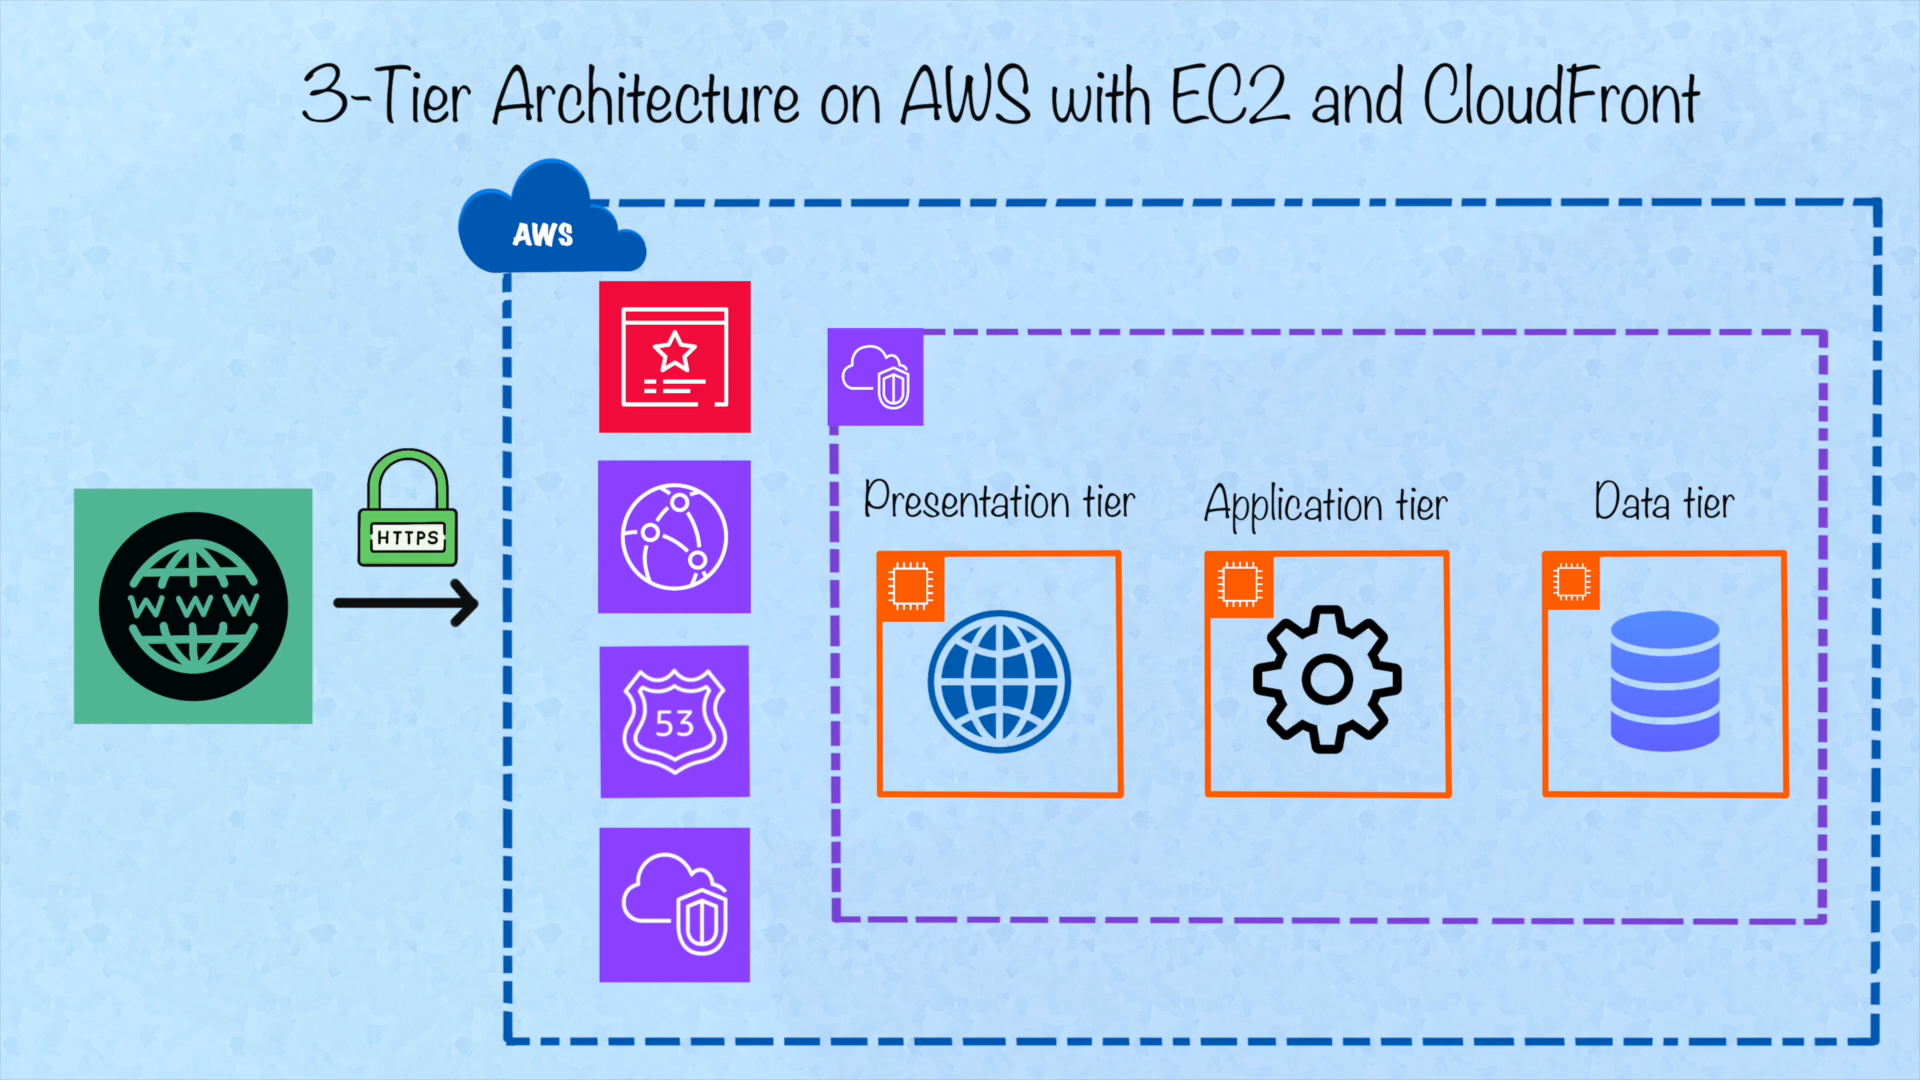 3-Tier Architecture on AWS with EC2 and CloudFront
AWS
HTTPS
WWW
53
Presentation tier
Application tier
Data tier